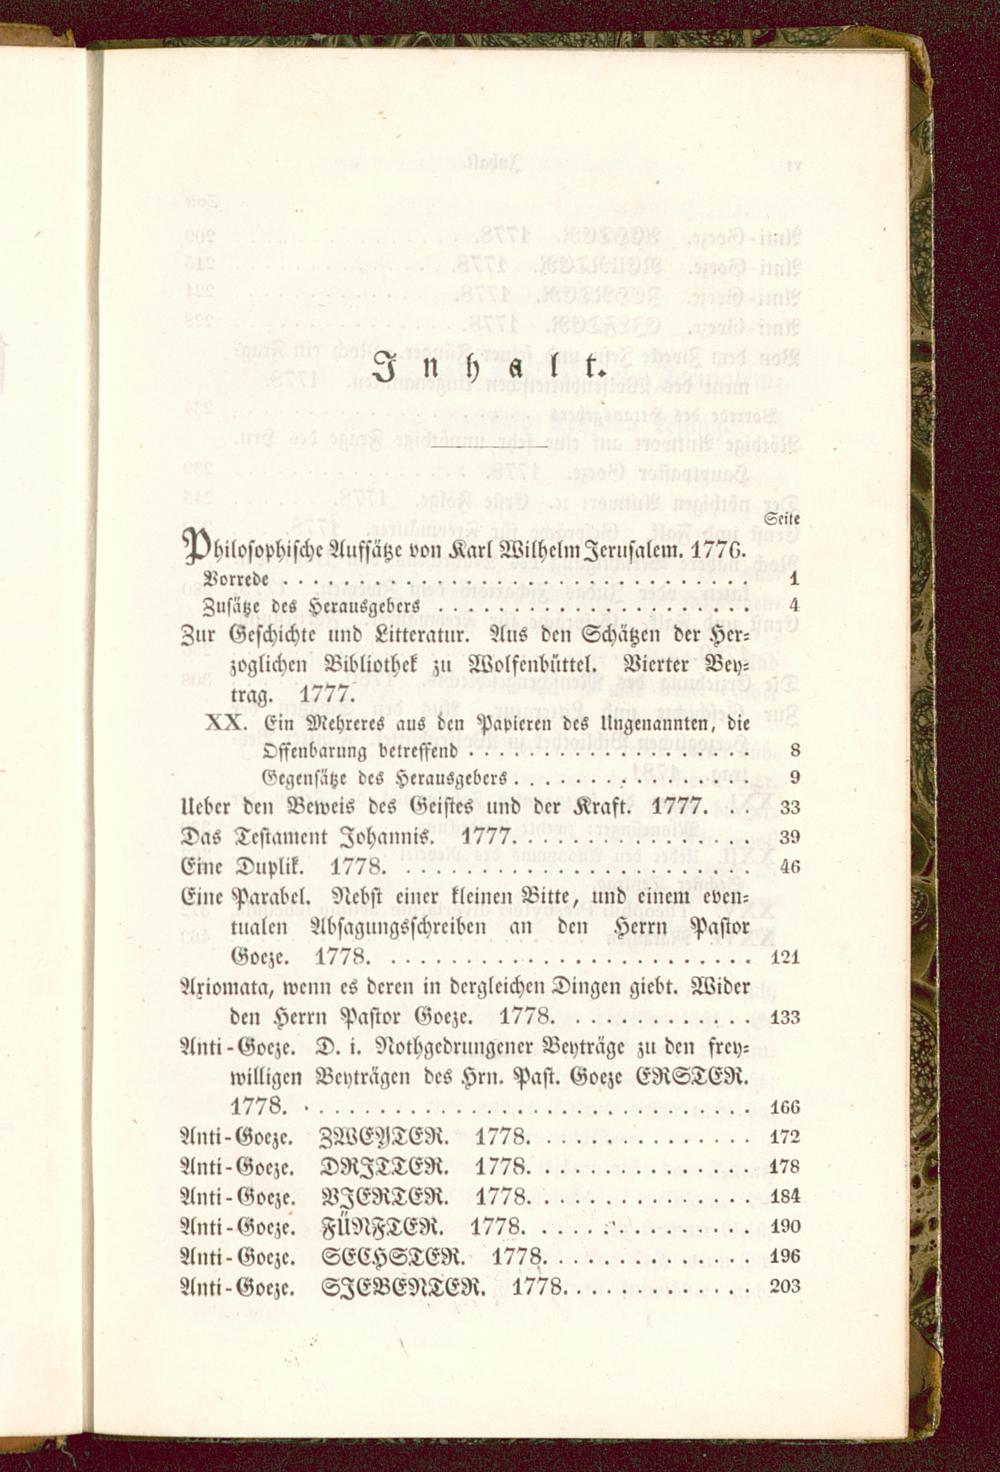 Inhalt.
Seite
Philosophische Aufsätze von Karl Wilhelm Jerusalem. 1776.
Vorrede . . . . . . . . . . . . . . . . . . . . . . . . . . . . . . 1
Zusätze des Herausgebers . . . . . . . . . . . . . . . . . . . . 4
Zur Geschichte und Litteratur. Aus den Schätzen der Her-
zoglichen Bibliothek zu Wolfenbüttel. Vierter Bey-
trag. 1777.
XX. Ein Mehreres aus den Papieren des Ungenannten, die
Offenbarung betreffend . . . . . . . . . . . . . . . . . . 8
Gegensätze des Herausgebers . . . . . . . . . . . . . . . 9
Ueber den Beweis des Geistes und der Kraft. 1777. . . 33
Das Testament Johannis. 1777. . . . . . . . . . . . . . . . 39
Eine Duplik. 1778. . . . . . . . . . . . . . . . . . . . . . . . 46
Eine Parabel. Nebst einer kleinen Bitte, und einem even-
tualen Absagungsschreiben an den Herrn Pastor
Goeze. 1778. . . . . . . . . . . . . . . . . . . . . . . . 121
Axiomata, wenn es deren in dergleichen Dingen giebt. Wider
den Herrn Pastor Goeze. 1778. . . . . . . . . . . . . 133
Anti-Goeze. D. i. Nothgedrungener Beyträge zu den frey-
willigen Beyträgen des Hrn. Past. Goeze ERSTER.
1778. . . . . . . . . . . . . . . . . . . . . . . . . . . . . . 166
Anti-Goeze. ZWEYTER. 1778. . . . . . . . . . . . . . . 172
Anti-Goeze. DRITTER. 1778. . . . . . . . . . . . . . . 178
Anti-Goeze. VIERTER. 1778. . . . . . . . . . . . . . . 184
Anti-Goeze. FÜNFTER. 1778. . . . . . . . . . . . . . . 190
Anti-Goeze. SECHSTER. 1778. . . . . . . . . . . . . . 196
Anti-Goeze. SIEBENTER. 1778. . . . . . . . . . . . . 203